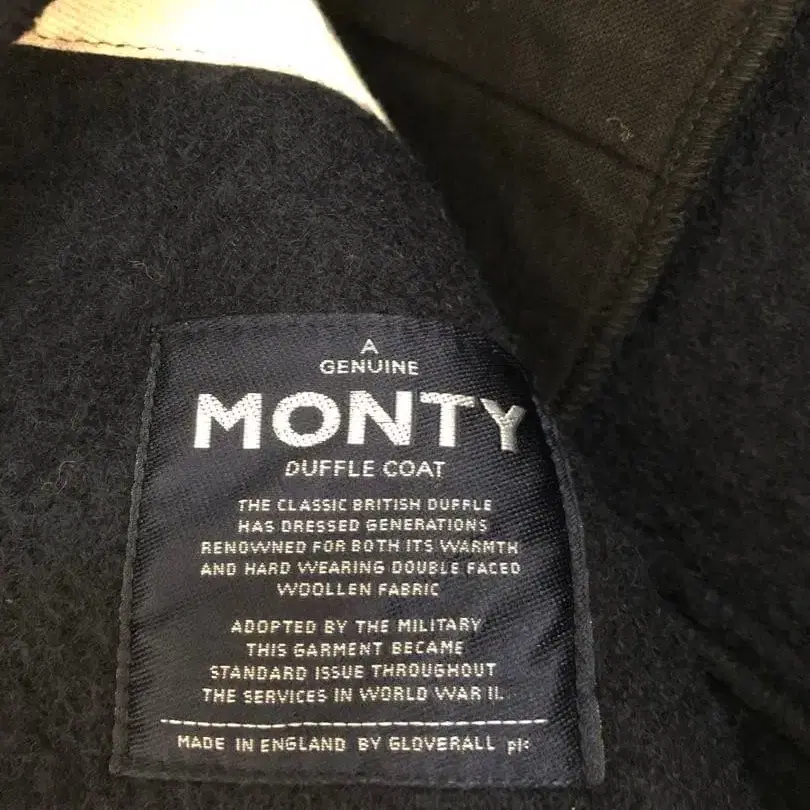 A
GENUINE
MONTY
DUFFLE COAT
THE CLASSIC BRITISH DUFFLE
HAS DRESSED GENERATIONS
RENOWNED FOR BOTH ITS WARMTH
AND HARD WEARING DOUBLE FACED
WOOLLEN FABRIC
ADOPTED BY THE MILITARY
THIS GARMENT BECAME
STANDARD ISSUE THROUGHOUT
THE SERVICES IN WORLD WAR II.
MADE IN ENGLAND BY GLOVERALL plc